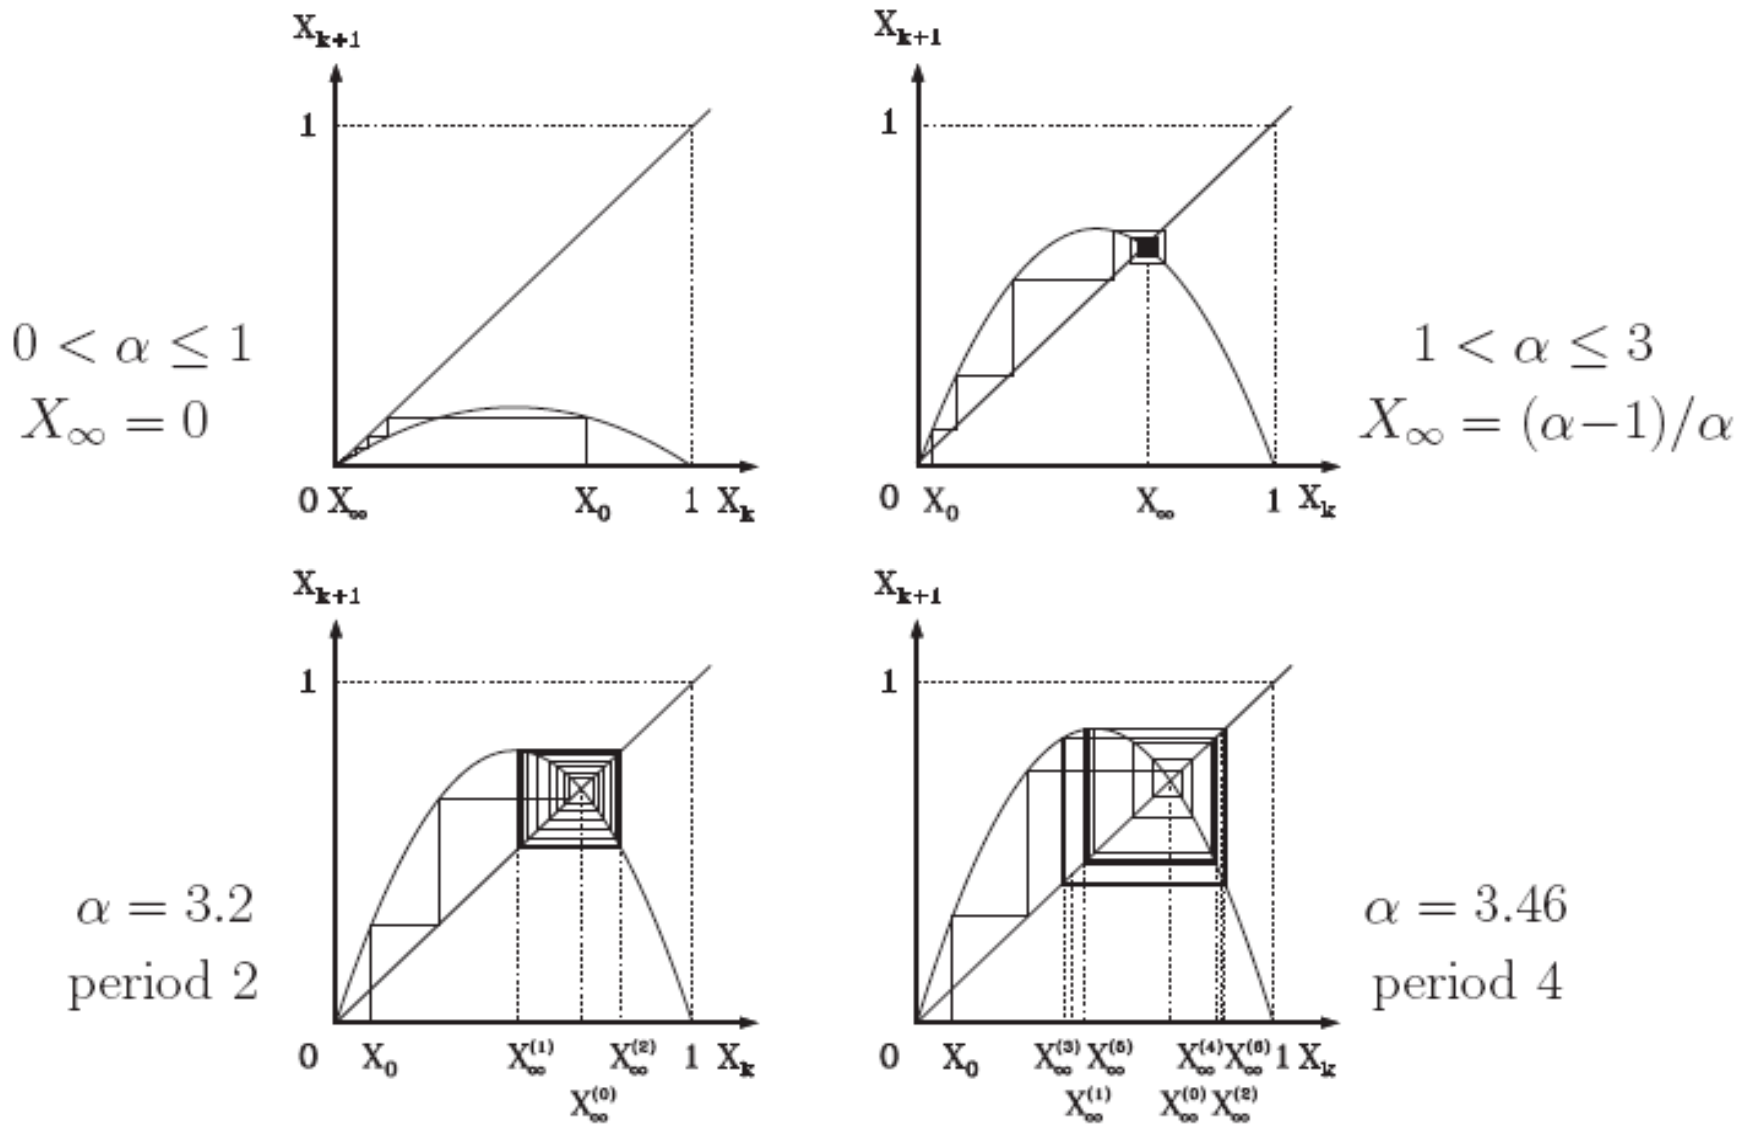 X_{k+1}
X_{k+1}
1
1
0 < α ≤ 1
1 < α ≤ 3
X_∞ = 0
X_∞ = (α−1)/α
0 X_∞ X_0 1 X_k
0 X_0 X_∞ 1 X_k
X_{k+1}
X_{k+1}
1
1
α = 3.2
α = 3.46
period 2
period 4
0 X_0 X_∞^{(1)} X_∞^{(2)} 1 X_k
X_∞^{(0)}
0 X_0 X_∞^{(3)} X_∞^{(5)} X_∞^{(4)} X_∞^{(6)} 1 X_k
X_∞^{(1)} X_∞^{(0)} X_∞^{(2)}